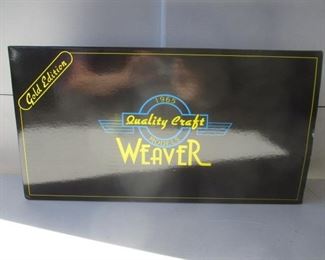 Gold Edition
1965
Quality Craft
MODELS
WEAVER